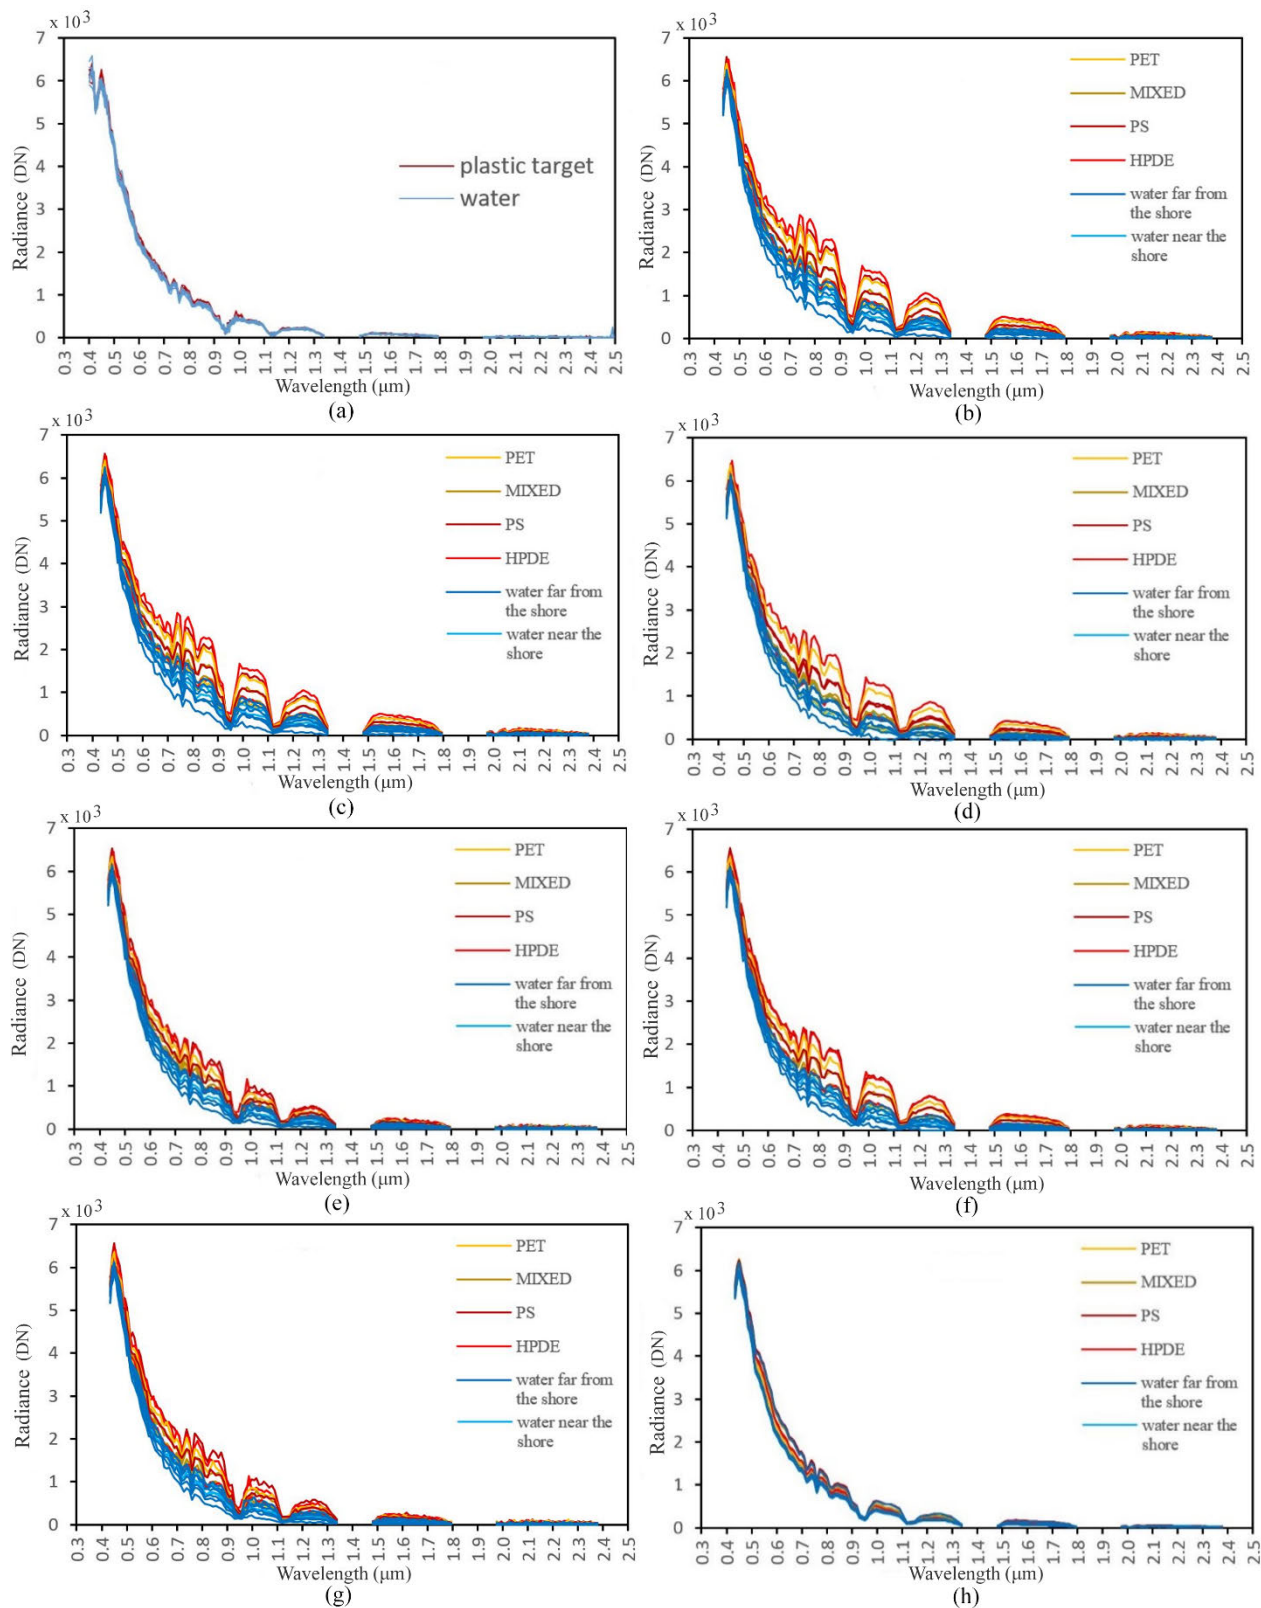 x 10³
7
6
5
4
3
2
1
0
Radiance (DN)
plastic target
water
0.3 0.4 0.5 0.6 0.7 0.8 0.9 1.0 1.1 1.2 1.3 1.4 1.5 1.6 1.7 1.8 1.9 2.0 2.1 2.2 2.3 2.4 2.5
Wavelength (µm)
(a)
x 10³
7
6
5
4
3
2
1
0
Radiance (DN)
PET
MIXED
PS
HPDE
water far from
the shore
water near the
shore
0.3 0.4 0.5 0.6 0.7 0.8 0.9 1.0 1.1 1.2 1.3 1.4 1.5 1.6 1.7 1.8 1.9 2.0 2.1 2.2 2.3 2.4 2.5
Wavelength (µm)
(b)
x 10³
7
6
5
4
3
2
1
0
Radiance (DN)
PET
MIXED
PS
HPDE
water far from
the shore
water near the
shore
0.3 0.4 0.5 0.6 0.7 0.8 0.9 1.0 1.1 1.2 1.3 1.4 1.5 1.6 1.7 1.8 1.9 2.0 2.1 2.2 2.3 2.4 2.5
Wavelength (µm)
(c)
x 10³
7
6
5
4
3
2
1
0
Radiance (DN)
PET
MIXED
PS
HPDE
water far from
the shore
water near the
shore
0.3 0.4 0.5 0.6 0.7 0.8 0.9 1.0 1.1 1.2 1.3 1.4 1.5 1.6 1.7 1.8 1.9 2.0 2.1 2.2 2.3 2.4 2.5
Wavelength (µm)
(d)
x 10³
7
6
5
4
3
2
1
0
Radiance (DN)
PET
MIXED
PS
HPDE
water far from
the shore
water near the
shore
0.3 0.4 0.5 0.6 0.7 0.8 0.9 1.0 1.1 1.2 1.3 1.4 1.5 1.6 1.7 1.8 1.9 2.0 2.1 2.2 2.3 2.4 2.5
Wavelength (µm)
(e)
x 10³
7
6
5
4
3
2
1
0
Radiance (DN)
PET
MIXED
PS
HPDE
water far from
the shore
water near the
shore
0.3 0.4 0.5 0.6 0.7 0.8 0.9 1.0 1.1 1.2 1.3 1.4 1.5 1.6 1.7 1.8 1.9 2.0 2.1 2.2 2.3 2.4 2.5
Wavelength (µm)
(f)
x 10³
7
6
5
4
3
2
1
0
Radiance (DN)
PET
MIXED
PS
HPDE
water far from
the shore
water near the
shore
0.3 0.4 0.5 0.6 0.7 0.8 0.9 1.0 1.1 1.2 1.3 1.4 1.5 1.6 1.7 1.8 1.9 2.0 2.1 2.2 2.3 2.4 2.5
Wavelength (µm)
(g)
x 10³
7
6
5
4
3
2
1
0
Radiance (DN)
PET
MIXED
PS
HPDE
water far from
the shore
water near the
shore
0.3 0.4 0.5 0.6 0.7 0.8 0.9 1.0 1.1 1.2 1.3 1.4 1.5 1.6 1.7 1.8 1.9 2.0 2.1 2.2 2.3 2.4 2.5
Wavelength (µm)
(h)